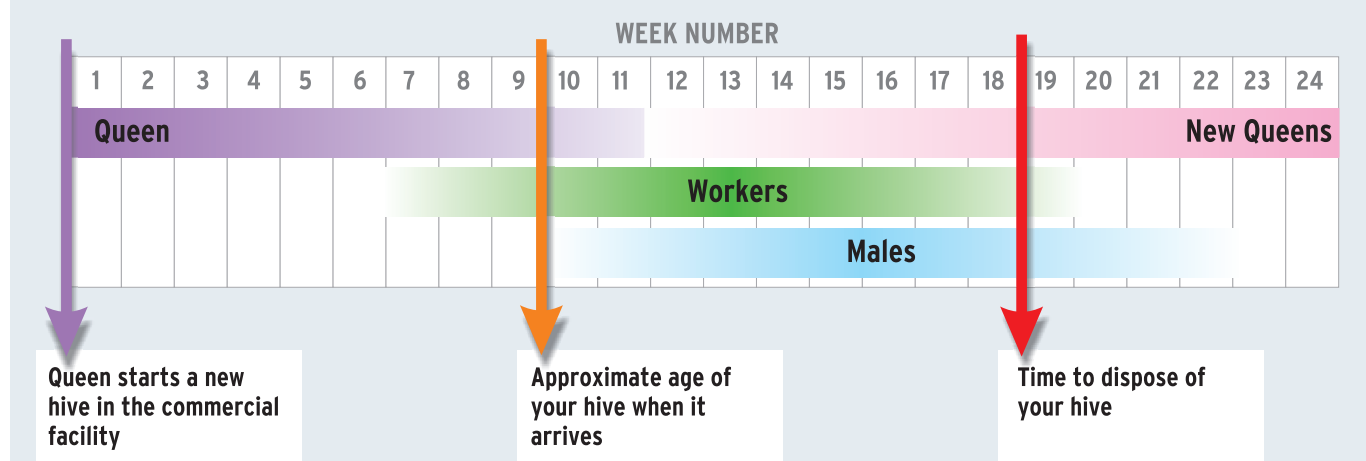 WEEK NUMBER
1 2 3 4 5 6 7 8 9 10 11 12 13 14 15 16 17 18 19 20 21 22 23 24
Queen New Queens
Workers
Males
Queen starts a new
hive in the commercial
facility
Approximate age of
your hive when it
arrives
Time to dispose of
your hive